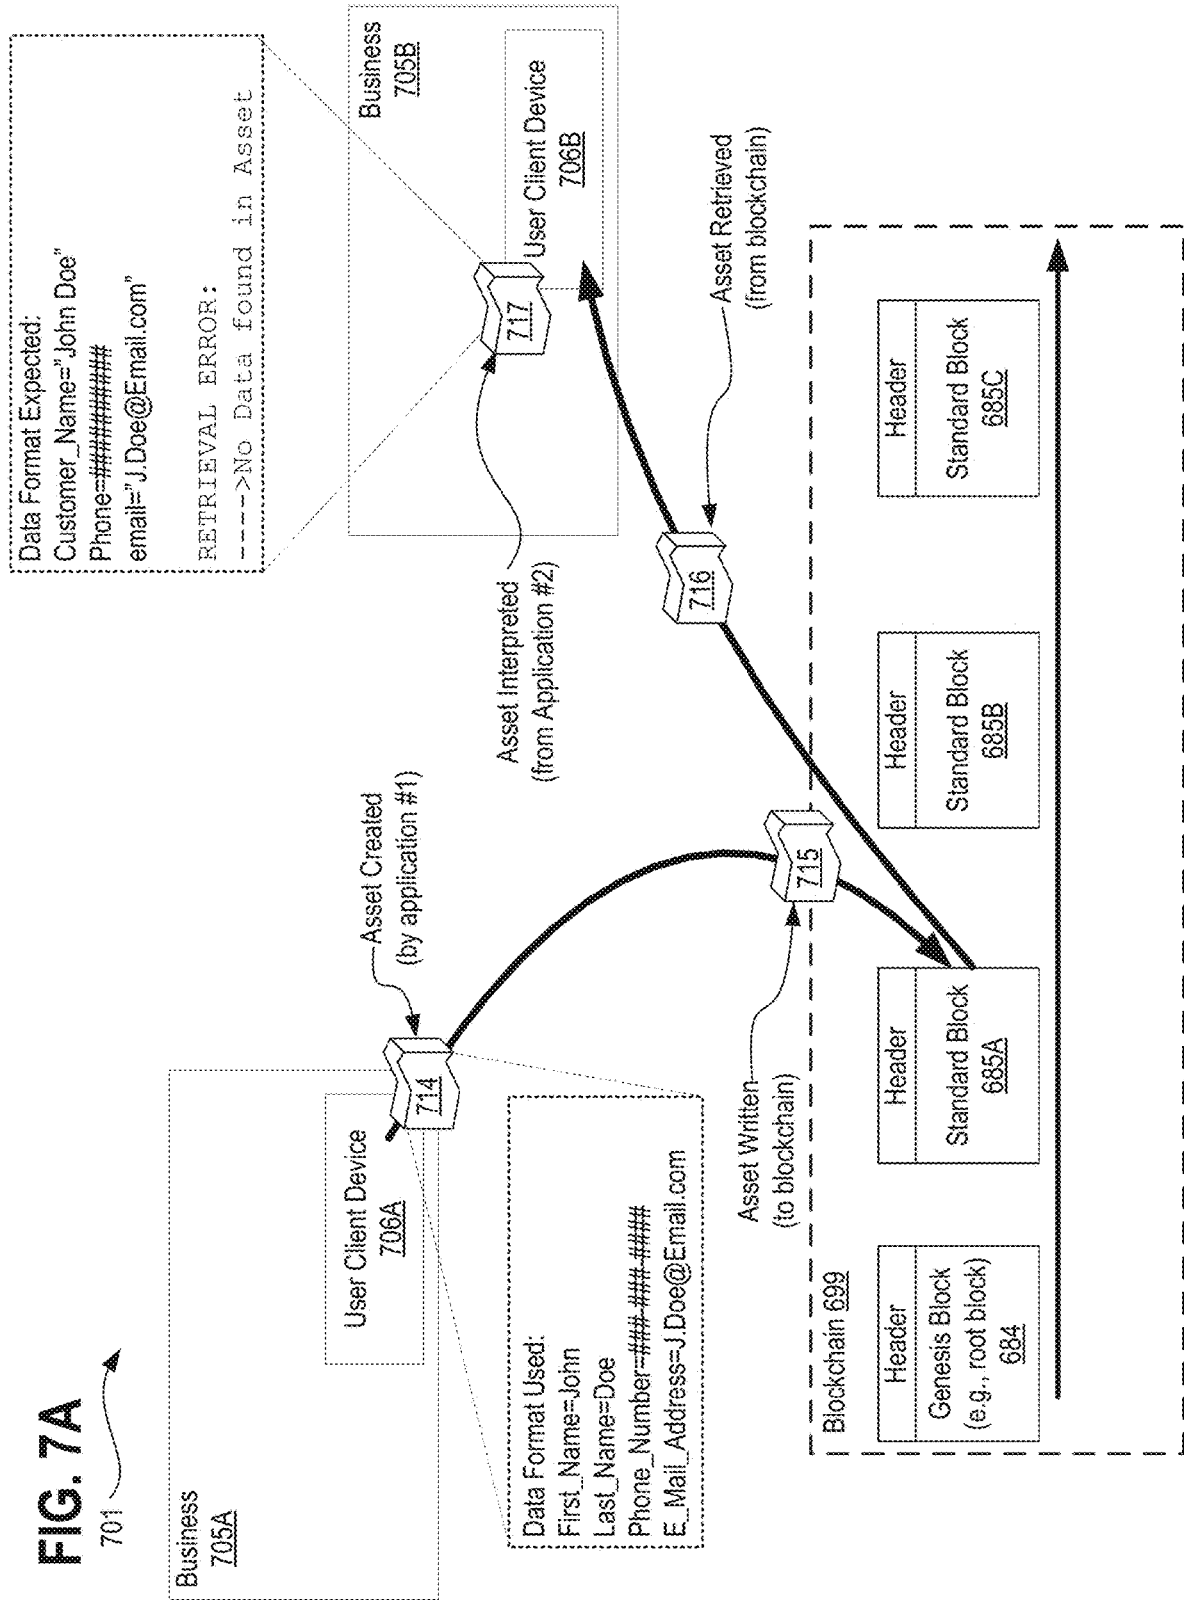 FIG. 7A
701
Business
705A
User Client Device
706A
714
Asset Created
(by application #1)
Data Format Used:
First_Name=John
Last_Name=Doe
Phone_Number=###-###-####
E_Mail_Address=J.Doe@Email.com
Data Format Expected:
Customer_Name="John Doe"
Phone=##########
email="J.Doe@Email.com"
RETRIEVAL ERROR:
---->No Data found in Asset
Business
705B
User Client Device
706B
717
Asset Interpreted
(from Application #2)
716
Asset Retrieved
(from blockchain)
715
Asset Written
(to blockchain)
Blockchain 699
Header
Genesis Block
(e.g., root block)
684
Header
Standard Block
685A
Header
Standard Block
685B
Header
Standard Block
685C